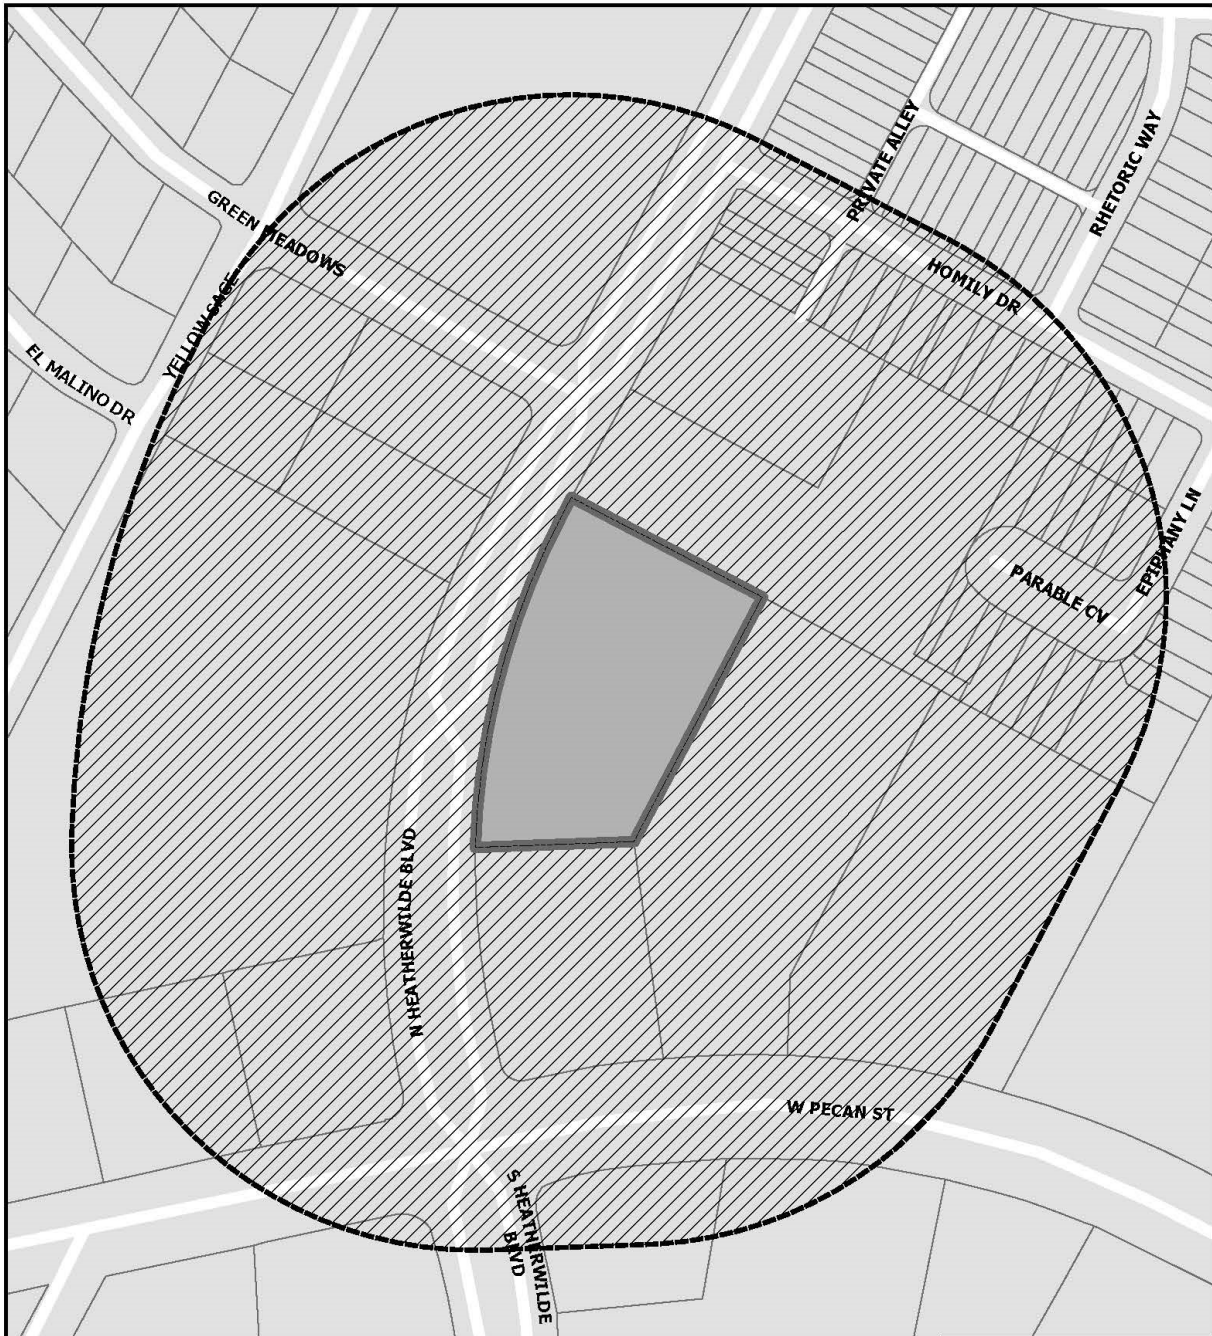 PRIVATE ALLEY
RHETORIC WAY
GREEN MEADOWS
HOMILY DR
YELLOW SAGE
EL MALINO DR
EPIPHANY LN
PARABLE CV
N HEATHERWILDE BLVD
W PECAN ST
S HEATHERWILDE
BLVD